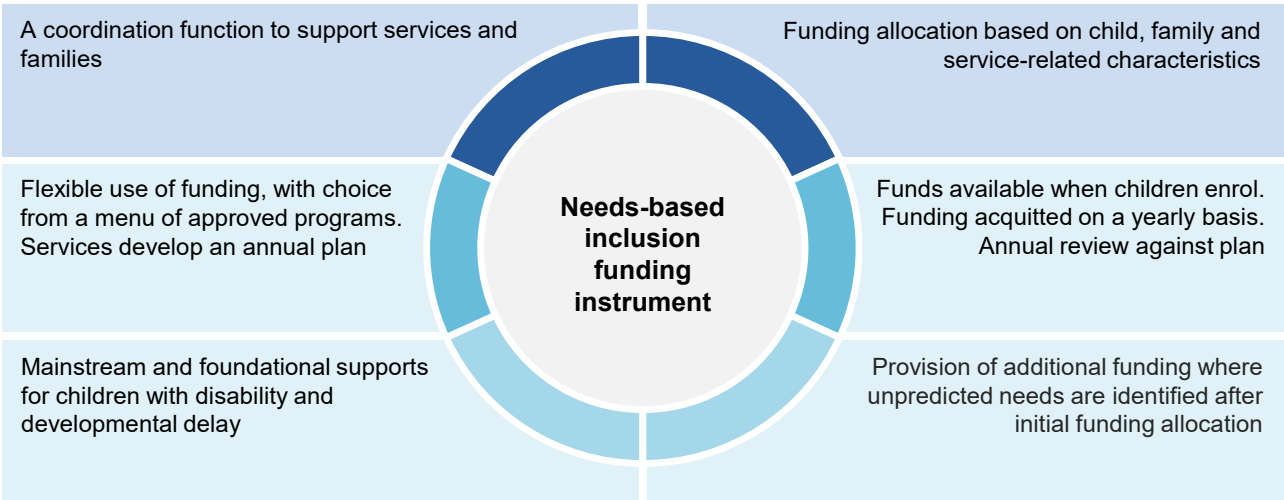 A coordination function to support services and
families
Funding allocation based on child, family and
service-related characteristics
Flexible use of funding, with choice
from a menu of approved programs.
Services develop an annual plan
Needs-based
inclusion
funding
instrument
Funds available when children enrol.
Funding acquitted on a yearly basis.
Annual review against plan
Mainstream and foundational supports
for children with disability and
developmental delay
Provision of additional funding where
unpredicted needs are identified after
initial funding allocation